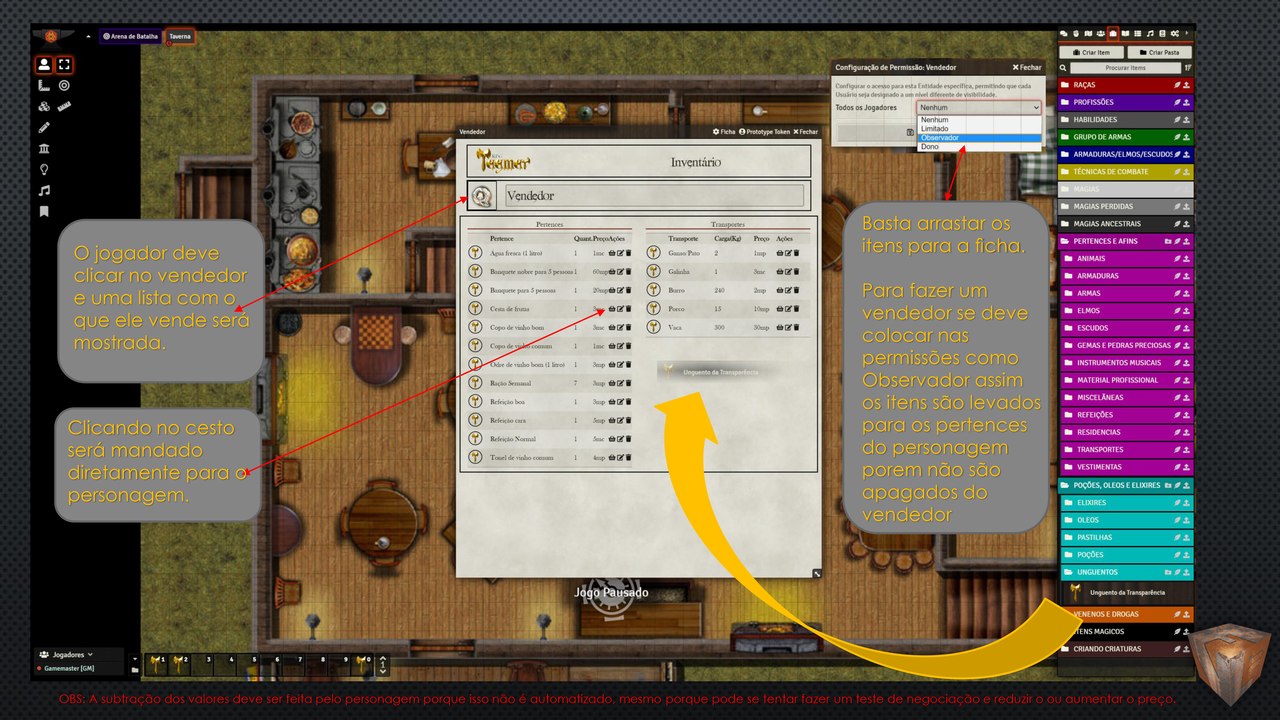 Arena de Batalha
Taverna
Vendedor
Ficha
Prototype Token
Fechar
Tagmar
Inventário
Vendedor
Pertences
Pertence Quant. Preço Ações
Agua fresca (1 litro) 1 1mc
Banquete nobre para 5 pessoas 1 60mp
Banquete para 5 pessoas 1 20mp
Cesta de frutas 1
Copo de vinho bom 1 3mc
Copo de vinho comum 1 1mc
Odre de vinho bom (1 litro) 1 3mp
Ração Semanal 7 3mp
Refeição boa 1 3mp
Refeição cara 1 5mp
Refeição Normal 1 5mc
Tonel de vinho comum 1 4mp
Transportes
Transporte Carga(Kg) Preço Ações
Ganso/Pato 2 1mp
Galinha 1 5mc
Burro 240 2mp
Porco 15 10mp
Vaca 300 30mp
Unguento da Transparência
Configuração de Permissão: Vendedor
Fechar
Configurar o acesso para esta Entidade específica, permitindo que cada
Usuário seja designado a um nível diferente de visibilidade.
Todos os Jogadores
Nenhum
Nenhum
Limitado
Observador
Dono
O jogador deve
clicar no vendedor
e uma lista com o
que ele vende será
mostrada.
Clicando no cesto
será mandado
diretamente para o
personagem.
Basta arrastar os
itens para a ficha.
Para fazer um
vendedor se deve
colocar nas
permissões como
Observador assim
os itens são levados
para os pertences
do personagem
porem não são
apagados do
vendedor
Criar Item
Criar Pasta
Procurar Items
RAÇAS
PROFISSÕES
HABILIDADES
GRUPO DE ARMAS
ARMADURAS/ELMOS/ESCUDOS
TÉCNICAS DE COMBATE
MAGIAS
MAGIAS PERDIDAS
MAGIAS ANCESTRAIS
PERTENCES E AFINS
ANIMAIS
ARMADURAS
ARMAS
ELMOS
ESCUDOS
GEMAS E PEDRAS PRECIOSAS
INSTRUMENTOS MUSICAIS
MATERIAL PROFISSIONAL
MISCELÂNEAS
REFEIÇÕES
RESIDENCIAS
TRANSPORTES
VESTIMENTAS
POÇÕES, OLEOS E ELIXIRES
ELIXIRES
OLEOS
PASTILHAS
POÇÕES
UNGUENTOS
Unguento da Transparência
VENENOS E DROGAS
ITENS MAGICOS
CRIANDO CRIATURAS
Jogo Pausado
Jogadores
Gamemaster [GM]
1 2 3 4 5 6 7 8 9 0
1
OBS: A subtração dos valores deve ser feita pelo personagem porque isso não é automatizado, mesmo porque pode se tentar fazer um teste de negociação e reduzir o ou aumentar o preço.